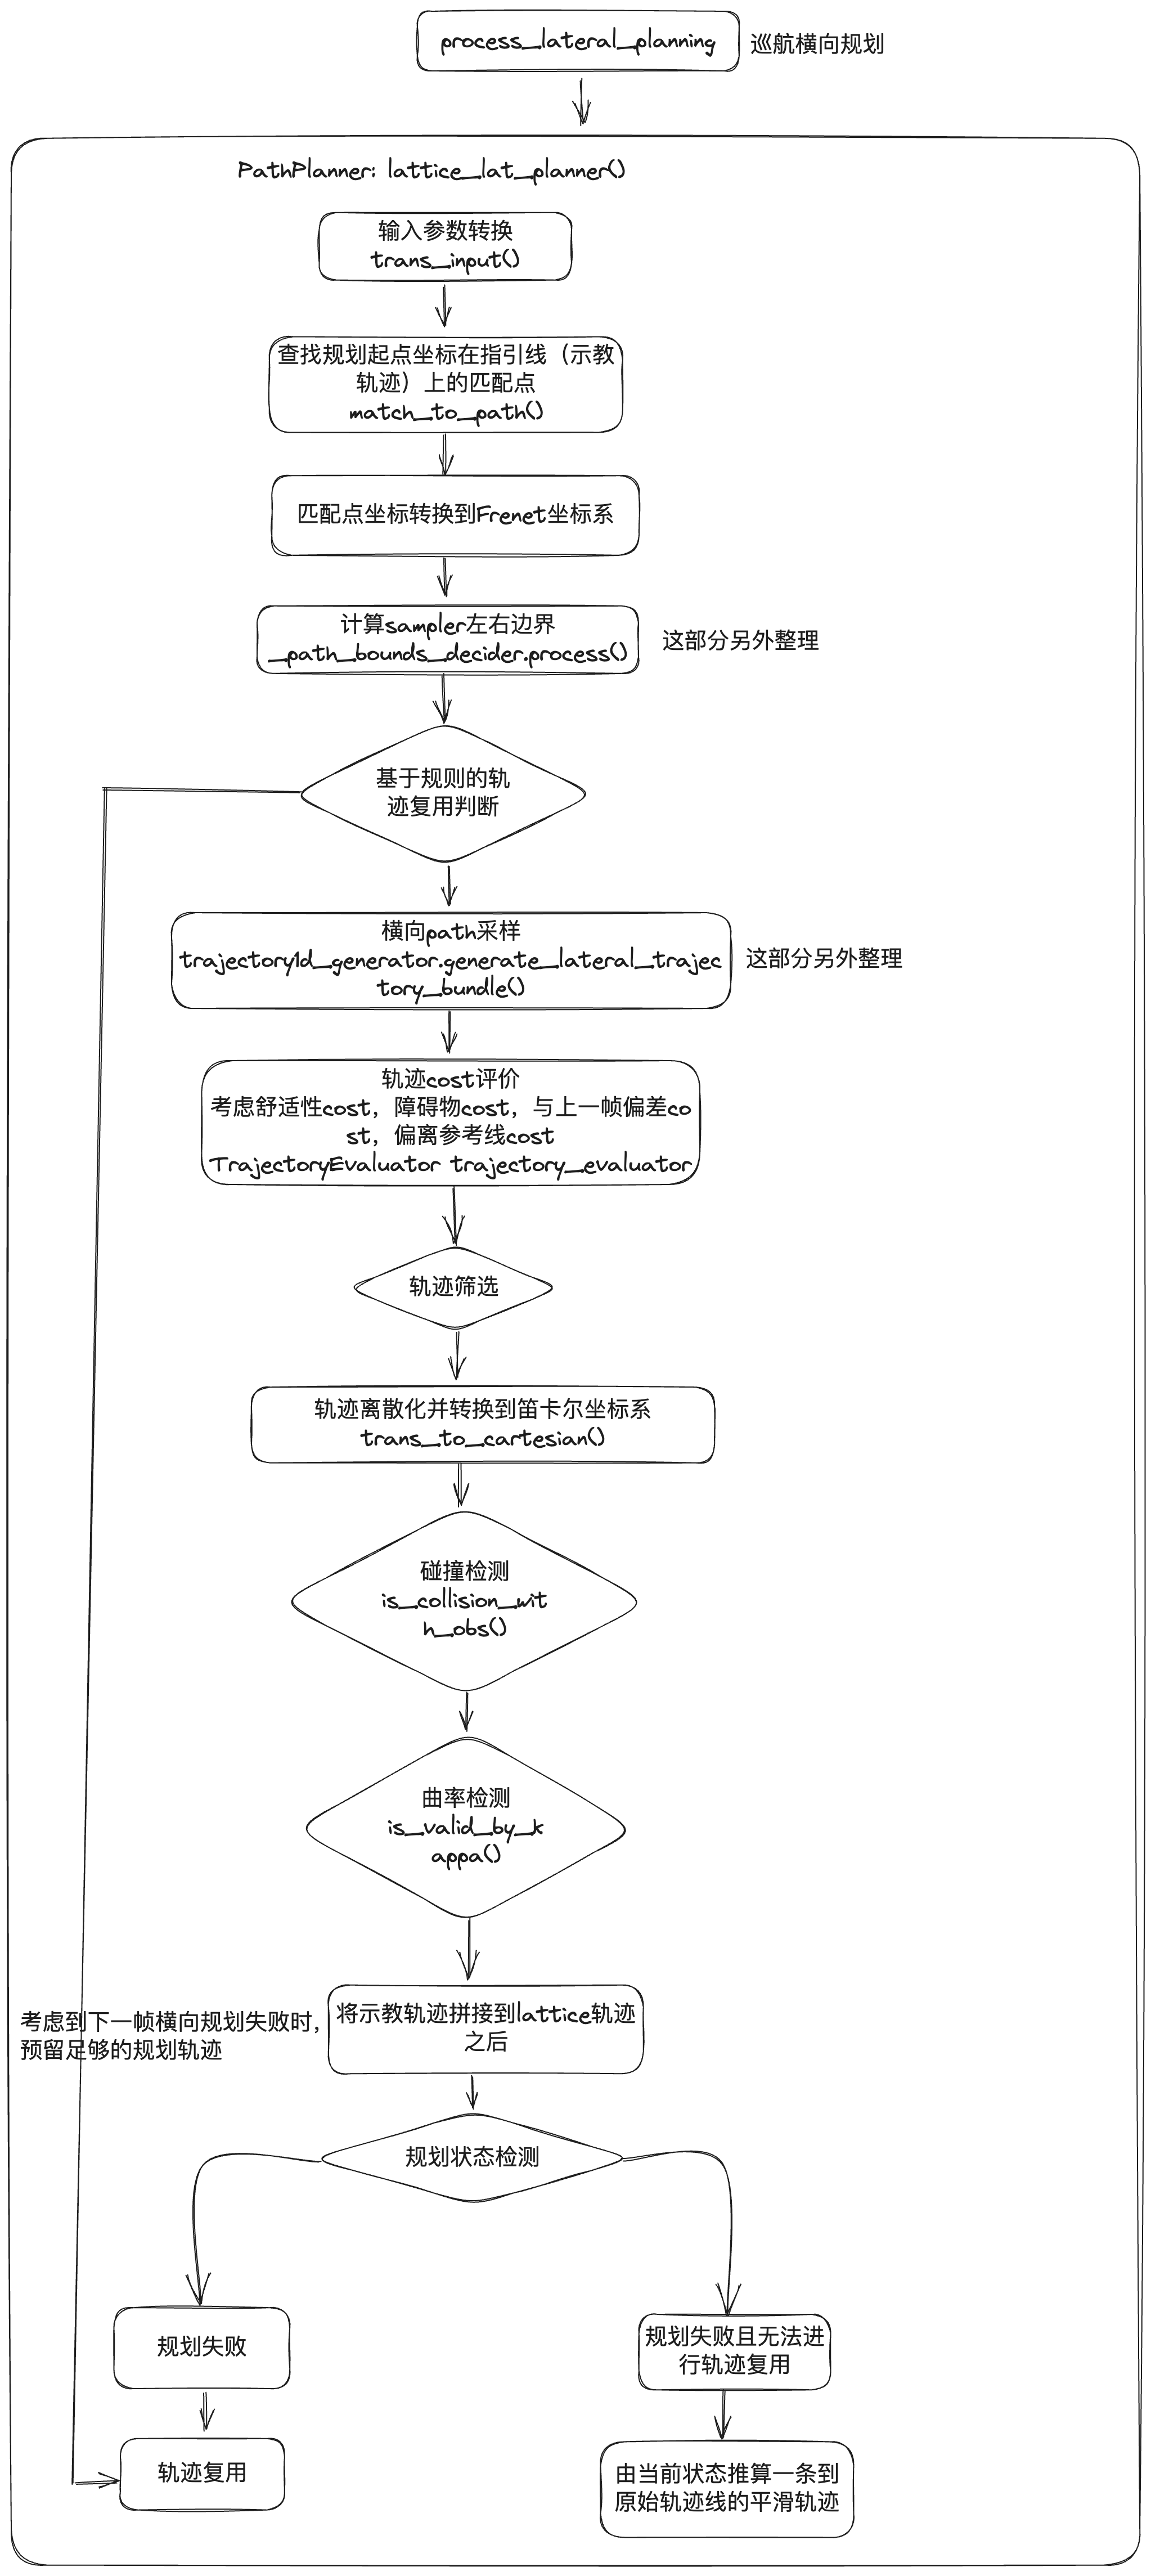 process_lateral_planning
巡航横向规划
PathPlanner: lattice_lat_planner()
输入参数转换
trans_input()
查找规划起点坐标在指引线（示教
轨迹）上的匹配点
match_to_path()
匹配点坐标转换到Frenet坐标系
计算sampler左右边界
_path_bounds_decider.process()
这部分另外整理
基于规则的轨
迹复用判断
横向path采样
trajectory1d_generator.generate_lateral_trajec
tory_bundle()
这部分另外整理
轨迹cost评价
考虑舒适性cost，障碍物cost，与上一帧偏差co
st，偏离参考线cost
TrajectoryEvaluator trajectory_evaluator
轨迹筛选
轨迹离散化并转换到笛卡尔坐标系
trans_to_cartesian()
碰撞检测
is_collision_wit
h_obs()
曲率检测
is_valid_by_k
appa()
考虑到下一帧横向规划失败时，
预留足够的规划轨迹
将示教轨迹拼接到lattice轨迹
之后
规划状态检测
规划失败
规划失败且无法进
行轨迹复用
轨迹复用
由当前状态推算一条到
原始轨迹线的平滑轨迹